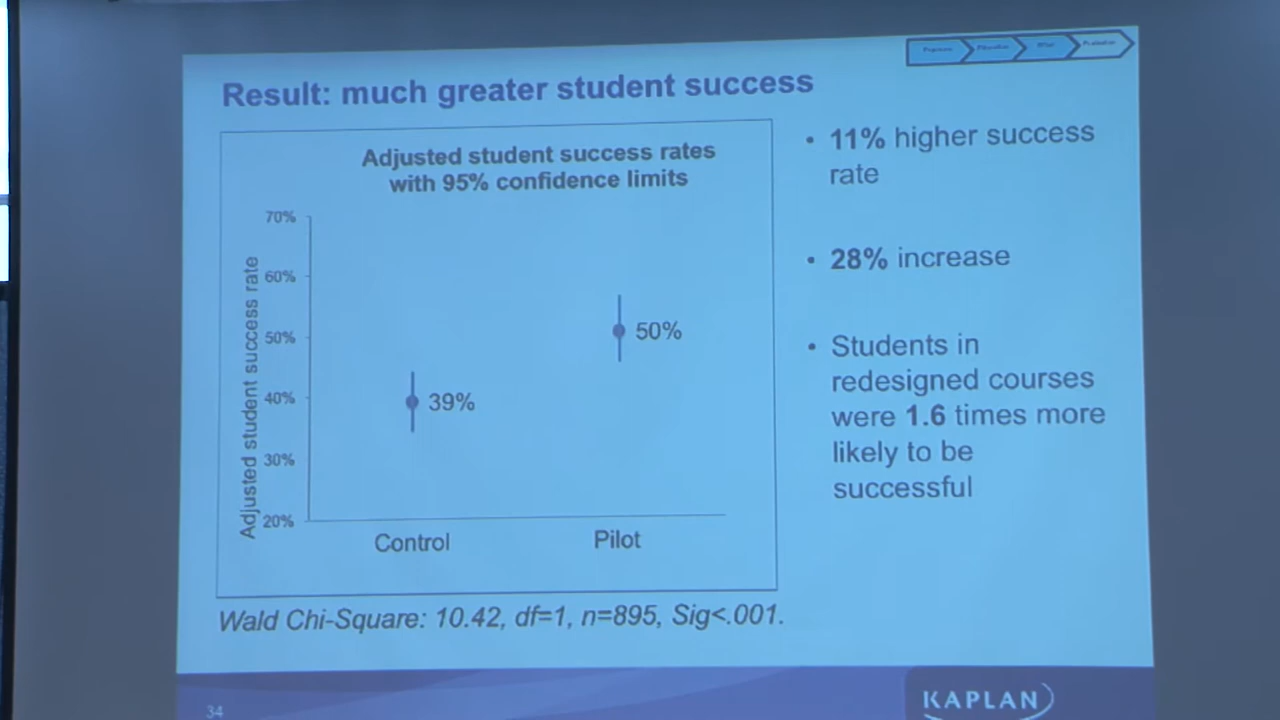 Result: much greater student success
Adjusted student success rates
with 95% confidence limits
Adjusted student success rate
70%
60%
50%
40%
30%
20%
39%
50%
Control
Pilot
Wald Chi-Square: 10.42, df=1, n=895, Sig<.001.
• 11% higher success
rate
• 28% increase
• Students in
redesigned courses
were 1.6 times more
likely to be
successful
34
KAPLAN